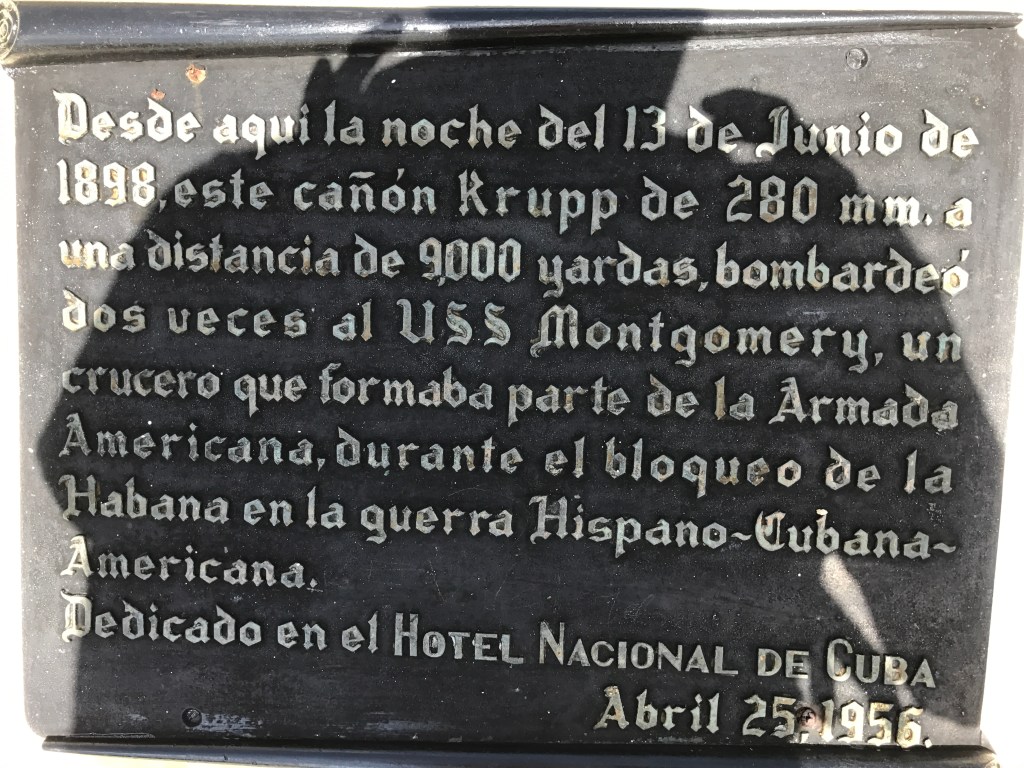 Desde aqui la noche del 13 de Junio de
1898, este cañón Krupp de 280 mm. a
una distancia de 9,000 yardas, bombardeó
dos veces al USS Montgomery, un
crucero que formaba parte de la Armada
Americana, durante el bloqueo de la
Habana en la guerra Hispano-Cubana-
Americana.
Dedicado en el HOTEL NACIONAL DE CUBA
Abril 25, 1956.